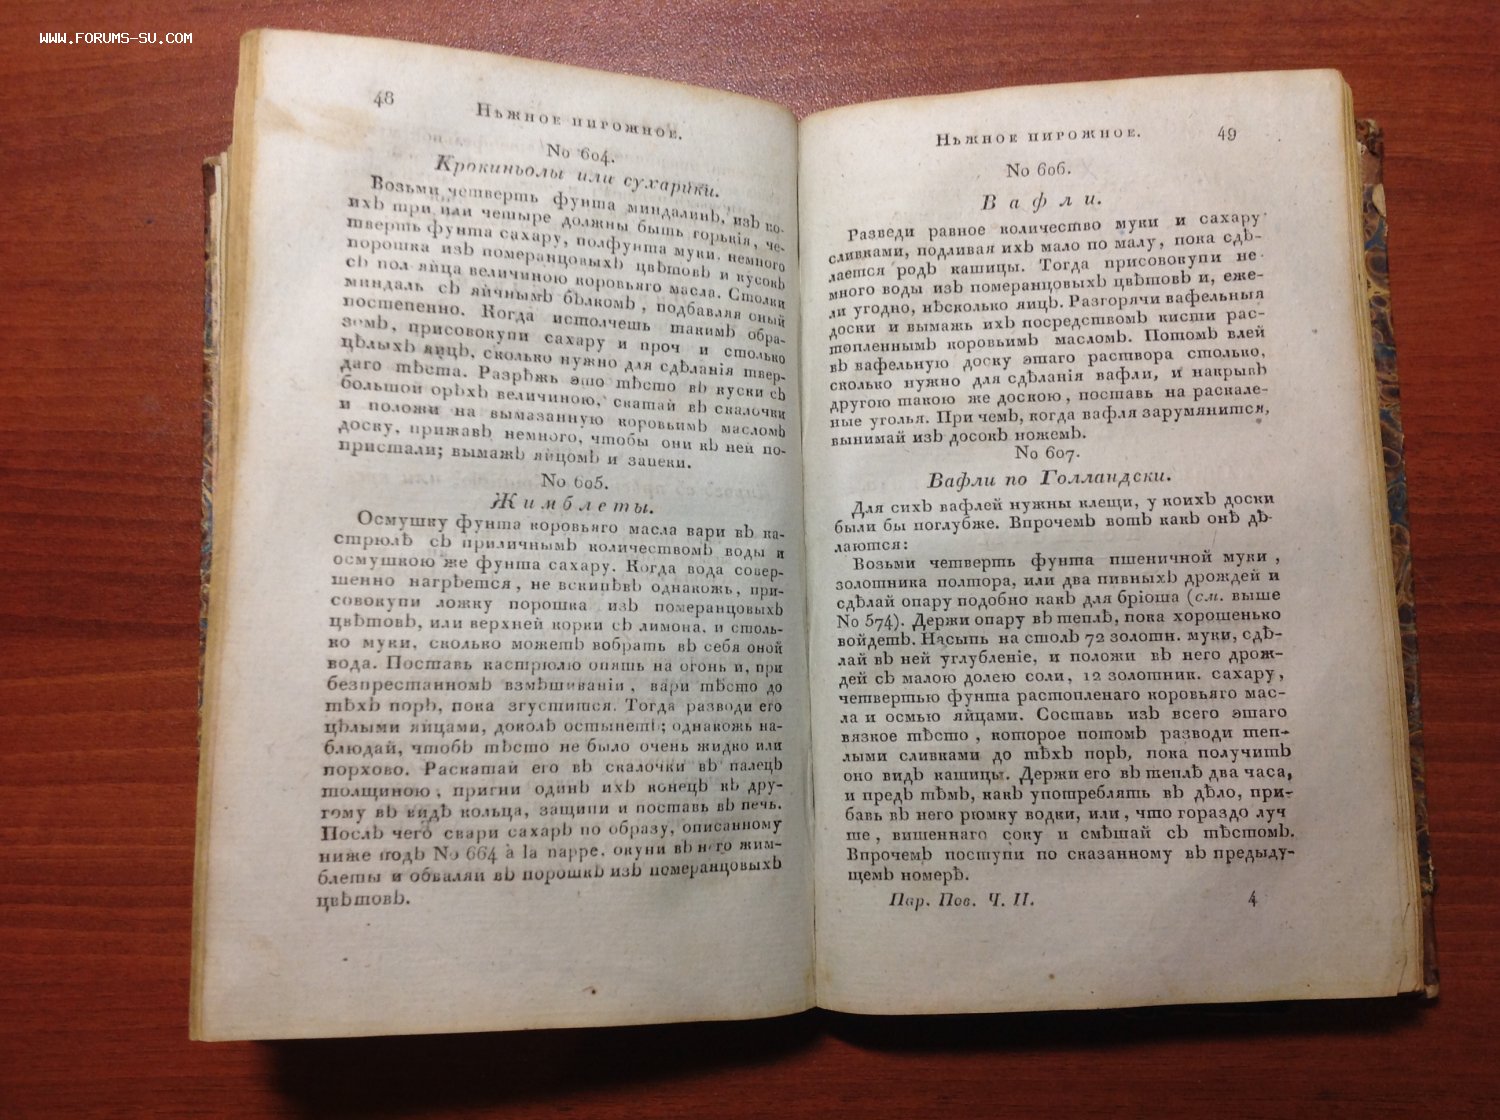 WWW.FORUMS-SU.COM
48
Нѣжное пирожное.
No 604.
Крокиньолы или сухарики.
Возьми четверть фунта миндалинъ, изъ ко-
ихъ три или четыре должны быть горькія, че-
тверть фунта сахару, полфунта муки, немного
порошка изъ померанцовыхъ цвѣтовъ и кусокъ
съ пол яйца величиною коровьяго масла. Столки
миндаль съ яичнымъ бѣлкомъ, подбавляя оный
постепенно. Когда истолчешь такимъ обра-
зомъ, присовокупи сахару и проч и столько
цѣлыхъ яицъ, сколько нужно для сдѣланія твер-
даго тѣста. Разрѣжь это тѣсто въ куски съ
большой орѣхъ величиною, скатай въ скалочки
и положи на вымазанную коровьимъ масломъ
доску, прижавъ немного, чтобы они къ ней по-
пристали; вымажь яйцомъ и запеки.
No 605.
Жимблеты.
Осмушку фунта коровьяго масла вари въ ка-
стрюлѣ съ приличнымъ количествомъ воды и
осмушкою же фунта сахару. Когда вода совер-
шенно нагрѣется, не вскипѣвъ однакожь, при-
совокупи ложку порошка изъ померанцовыхъ
цвѣтовъ, или верхней корки съ лимона, и столь-
ко муки, сколько можетъ вобрать въ себя оной
вода. Поставь кастрюлю опять на огонь и, при
безпрестанномъ взмѣшиваніи, вари тѣсто до
тѣхъ поръ, пока згустится. Тогда разводи его
цѣлыми яйцами, доколѣ остынетъ; однакожь на-
блюдай, чтобъ тѣсто не было очень жидко или
порхово. Раскатай его въ скалочки въ палецъ
толщиною, пригни одинъ ихъ конецъ къ дру-
гому въ видѣ кольца, защипи и поставь въ печь.
Послѣ чего свари сахаръ по образу, описанному
ниже подъ No 664 à la nappe, окуни въ него жим-
блеты и обваляй въ порошкѣ изъ померанцовыхъ
цвѣтовъ.
Нѣжное пирожное. 49
No 606.
Вафли.
Разведи равное количество муки и сахару
сливками, подливая ихъ мало по малу, пока сдѣ-
лается родъ кашицы. Тогда присовокупи не-
много воды изъ померанцовыхъ цвѣтовъ и, еже-
ли угодно, нѣсколько яицъ. Разгорячи вафельныя
доски и вымажь ихъ посредствомъ кисти рас-
топленнымъ коровьимъ масломъ. Потомъ влей
въ вафельную доску этаго раствора столько,
сколько нужно для сдѣланія вафли, и накрывъ
другою такою же доскою, поставь на раскале-
ные уголья. При чемъ, когда вафля зарумянится,
вынимай изъ досокъ ножемъ.
No 607.
Вафли по Голландски.
Для сихъ вафлей нужны клещи, у коихъ доски
были бы поглубже. Впрочемъ вотъ какъ онѣ дѣ-
лаются:
Возьми четверть фунта пшеничной муки,
золотника полтора, или два пивныхъ дрождей и
сдѣлай опару подобно какъ для бріоша (см. выше
No 574). Держи опару въ теплѣ, пока хорошенько
войдетъ. Насыпь на столъ 72 золотн. муки, сдѣ-
лай въ ней углубленіе, и положи въ него дрож-
дей съ малою долею соли, 12 золотник. сахару,
четвертью фунта растопленаго коровьяго мас-
ла и осмью яйцами. Составь изъ всего этаго
вязкое тѣсто, которое потомъ разводи теп-
лыми сливками до тѣхъ поръ, пока получитъ
оно видъ кашицы. Держи его въ теплѣ два часа,
и предъ тѣмъ, какъ употреблять въ дѣло, при-
бавь въ него рюмку водки, или, что гораздо луч
ше, вишеннаго соку и смѣшай съ тѣстомъ.
Впрочемъ поступи по сказанному въ предыду-
щемъ номерѣ.
Пар. Пов. Ч. II. 4